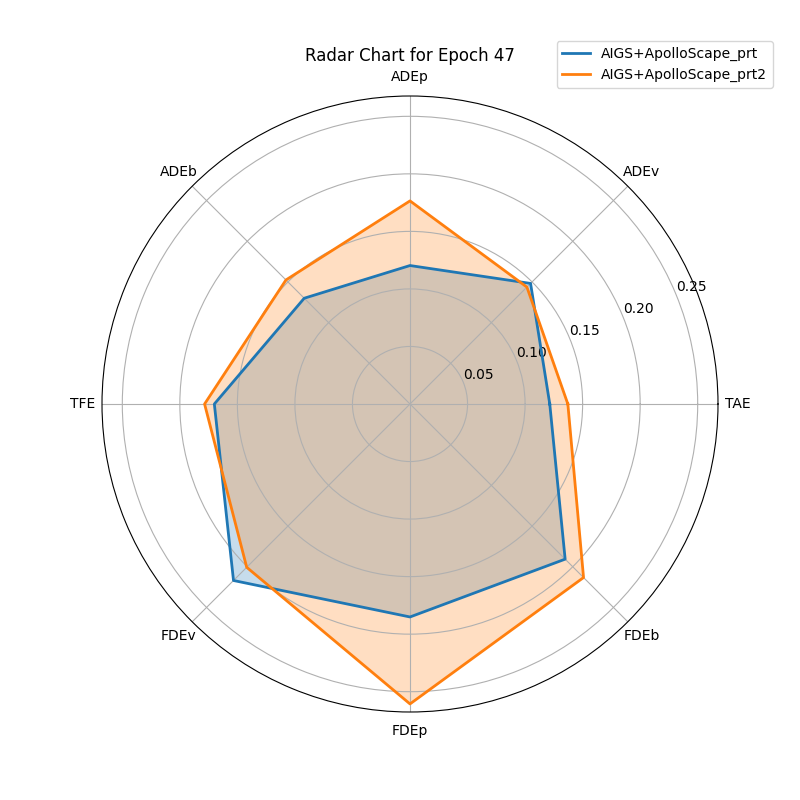 Radar Chart for Epoch 47
AIGS+ApolloScape_prt
AIGS+ApolloScape_prt2
ADEp
ADEb
ADEv
0.25
0.20
0.15
0.10
0.05
TFE
TAE
FDEv
FDEb
FDEp